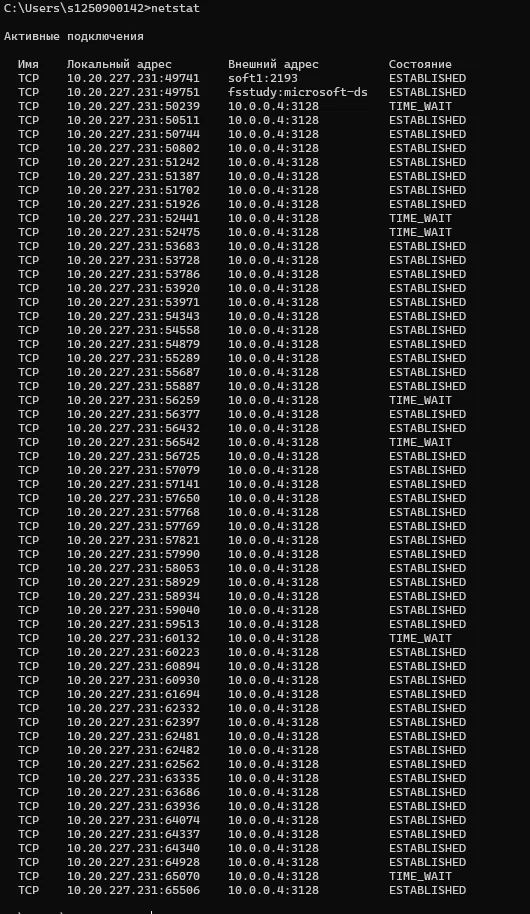 C:\Users\s1250900142>netstat
Активные подключения
Имя Локальный адрес Внешний адрес Состояние
TCP 10.20.227.231:49741 soft1:2193 ESTABLISHED
TCP 10.20.227.231:49751 fsstudy:microsoft-ds ESTABLISHED
TCP 10.20.227.231:50239 10.0.0.4:3128 TIME_WAIT
TCP 10.20.227.231:50511 10.0.0.4:3128 ESTABLISHED
TCP 10.20.227.231:50744 10.0.0.4:3128 ESTABLISHED
TCP 10.20.227.231:50802 10.0.0.4:3128 ESTABLISHED
TCP 10.20.227.231:51242 10.0.0.4:3128 ESTABLISHED
TCP 10.20.227.231:51387 10.0.0.4:3128 ESTABLISHED
TCP 10.20.227.231:51702 10.0.0.4:3128 ESTABLISHED
TCP 10.20.227.231:51926 10.0.0.4:3128 ESTABLISHED
TCP 10.20.227.231:52441 10.0.0.4:3128 TIME_WAIT
TCP 10.20.227.231:52475 10.0.0.4:3128 TIME_WAIT
TCP 10.20.227.231:53683 10.0.0.4:3128 ESTABLISHED
TCP 10.20.227.231:53728 10.0.0.4:3128 ESTABLISHED
TCP 10.20.227.231:53786 10.0.0.4:3128 ESTABLISHED
TCP 10.20.227.231:53920 10.0.0.4:3128 ESTABLISHED
TCP 10.20.227.231:53971 10.0.0.4:3128 ESTABLISHED
TCP 10.20.227.231:54343 10.0.0.4:3128 ESTABLISHED
TCP 10.20.227.231:54558 10.0.0.4:3128 ESTABLISHED
TCP 10.20.227.231:54879 10.0.0.4:3128 ESTABLISHED
TCP 10.20.227.231:55289 10.0.0.4:3128 ESTABLISHED
TCP 10.20.227.231:55687 10.0.0.4:3128 ESTABLISHED
TCP 10.20.227.231:55887 10.0.0.4:3128 ESTABLISHED
TCP 10.20.227.231:56259 10.0.0.4:3128 TIME_WAIT
TCP 10.20.227.231:56377 10.0.0.4:3128 ESTABLISHED
TCP 10.20.227.231:56432 10.0.0.4:3128 ESTABLISHED
TCP 10.20.227.231:56542 10.0.0.4:3128 TIME_WAIT
TCP 10.20.227.231:56725 10.0.0.4:3128 ESTABLISHED
TCP 10.20.227.231:57079 10.0.0.4:3128 ESTABLISHED
TCP 10.20.227.231:57141 10.0.0.4:3128 ESTABLISHED
TCP 10.20.227.231:57650 10.0.0.4:3128 ESTABLISHED
TCP 10.20.227.231:57768 10.0.0.4:3128 ESTABLISHED
TCP 10.20.227.231:57769 10.0.0.4:3128 ESTABLISHED
TCP 10.20.227.231:57821 10.0.0.4:3128 ESTABLISHED
TCP 10.20.227.231:57990 10.0.0.4:3128 ESTABLISHED
TCP 10.20.227.231:58053 10.0.0.4:3128 ESTABLISHED
TCP 10.20.227.231:58929 10.0.0.4:3128 ESTABLISHED
TCP 10.20.227.231:58934 10.0.0.4:3128 ESTABLISHED
TCP 10.20.227.231:59040 10.0.0.4:3128 ESTABLISHED
TCP 10.20.227.231:59513 10.0.0.4:3128 ESTABLISHED
TCP 10.20.227.231:60132 10.0.0.4:3128 TIME_WAIT
TCP 10.20.227.231:60223 10.0.0.4:3128 ESTABLISHED
TCP 10.20.227.231:60894 10.0.0.4:3128 ESTABLISHED
TCP 10.20.227.231:60930 10.0.0.4:3128 ESTABLISHED
TCP 10.20.227.231:61694 10.0.0.4:3128 ESTABLISHED
TCP 10.20.227.231:62332 10.0.0.4:3128 ESTABLISHED
TCP 10.20.227.231:62397 10.0.0.4:3128 ESTABLISHED
TCP 10.20.227.231:62481 10.0.0.4:3128 ESTABLISHED
TCP 10.20.227.231:62482 10.0.0.4:3128 ESTABLISHED
TCP 10.20.227.231:62562 10.0.0.4:3128 ESTABLISHED
TCP 10.20.227.231:63335 10.0.0.4:3128 ESTABLISHED
TCP 10.20.227.231:63686 10.0.0.4:3128 ESTABLISHED
TCP 10.20.227.231:63936 10.0.0.4:3128 ESTABLISHED
TCP 10.20.227.231:64074 10.0.0.4:3128 ESTABLISHED
TCP 10.20.227.231:64337 10.0.0.4:3128 ESTABLISHED
TCP 10.20.227.231:64340 10.0.0.4:3128 ESTABLISHED
TCP 10.20.227.231:64928 10.0.0.4:3128 ESTABLISHED
TCP 10.20.227.231:65070 10.0.0.4:3128 TIME_WAIT
TCP 10.20.227.231:65506 10.0.0.4:3128 ESTABLISHED